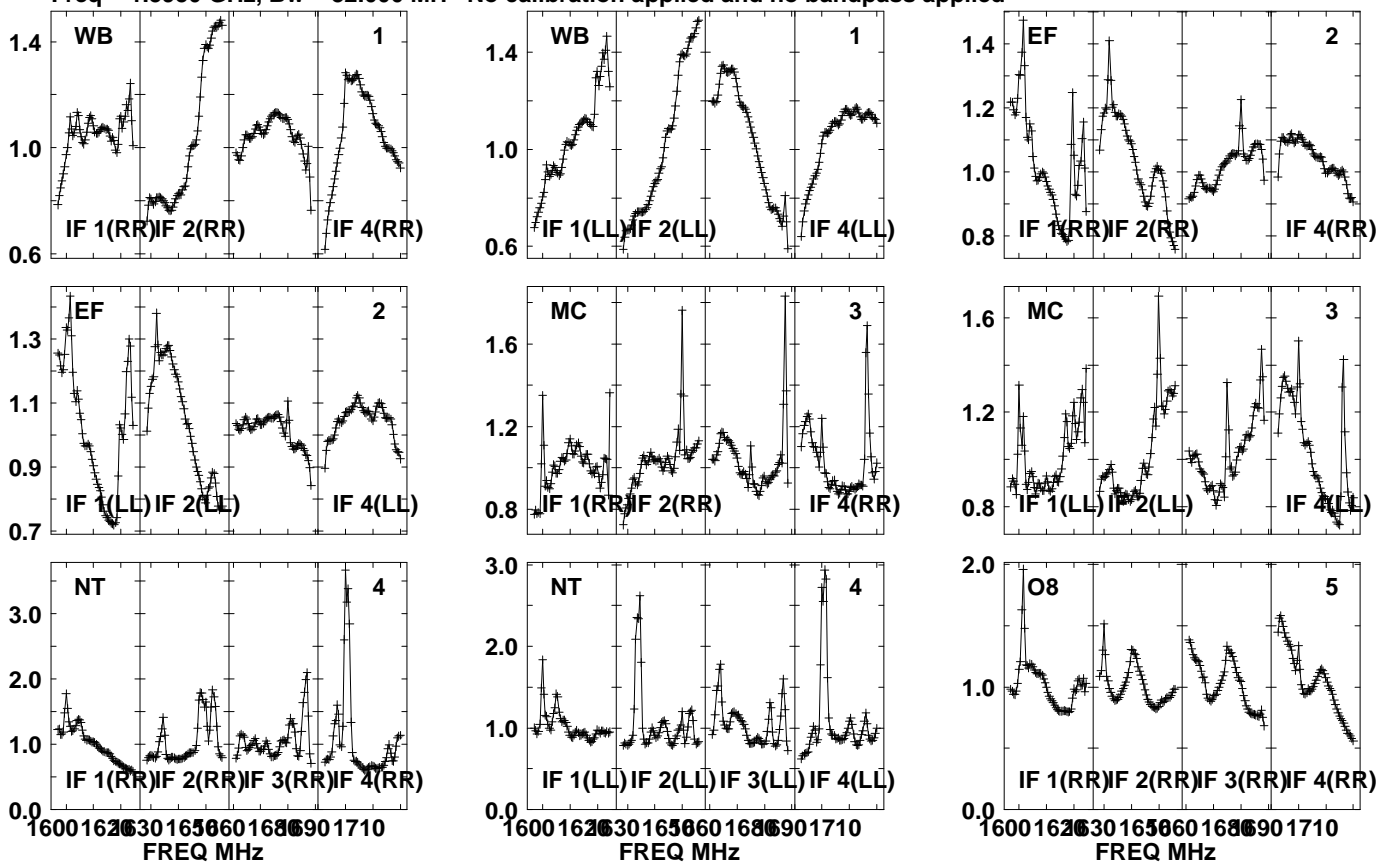 WB 1
1.4
1.0
0.6
IF 1(RR) IF 2(RR) IF 4(RR)
WB 1
1.4
1.0
0.6
IF 1(LL) IF 2(LL) IF 4(LL)
EF 2
1.4
1.2
1.0
0.8
IF 1(RR) IF 2(RR) IF 4(RR)
EF 2
1.3
1.1
0.9
0.7
IF 1(LL) IF 2(LL) IF 4(LL)
MC 3
1.6
1.2
1.0
0.8
IF 1(RR) IF 2(RR) IF 4(RR)
MC 3
1.6
1.2
0.8
IF 1(LL) IF 2(LL) IF 4(LL)
NT 4
3.0
2.0
1.0
0.0
IF 1(RR) IF 2(RR) IF 3(RR) IF 4(RR)
1600 1690 1710
FREQ MHz
NT 4
3.0
2.0
1.0
0.0
IF 1(LL) IF 2(LL) IF 3(LL) IF 4(LL)
1600 1690 1710
FREQ MHz
O8 5
2.0
1.0
0.0
IF 1(RR) IF 2(RR) IF 3(RR) IF 4(RR)
1600 1690 1710
FREQ MHz